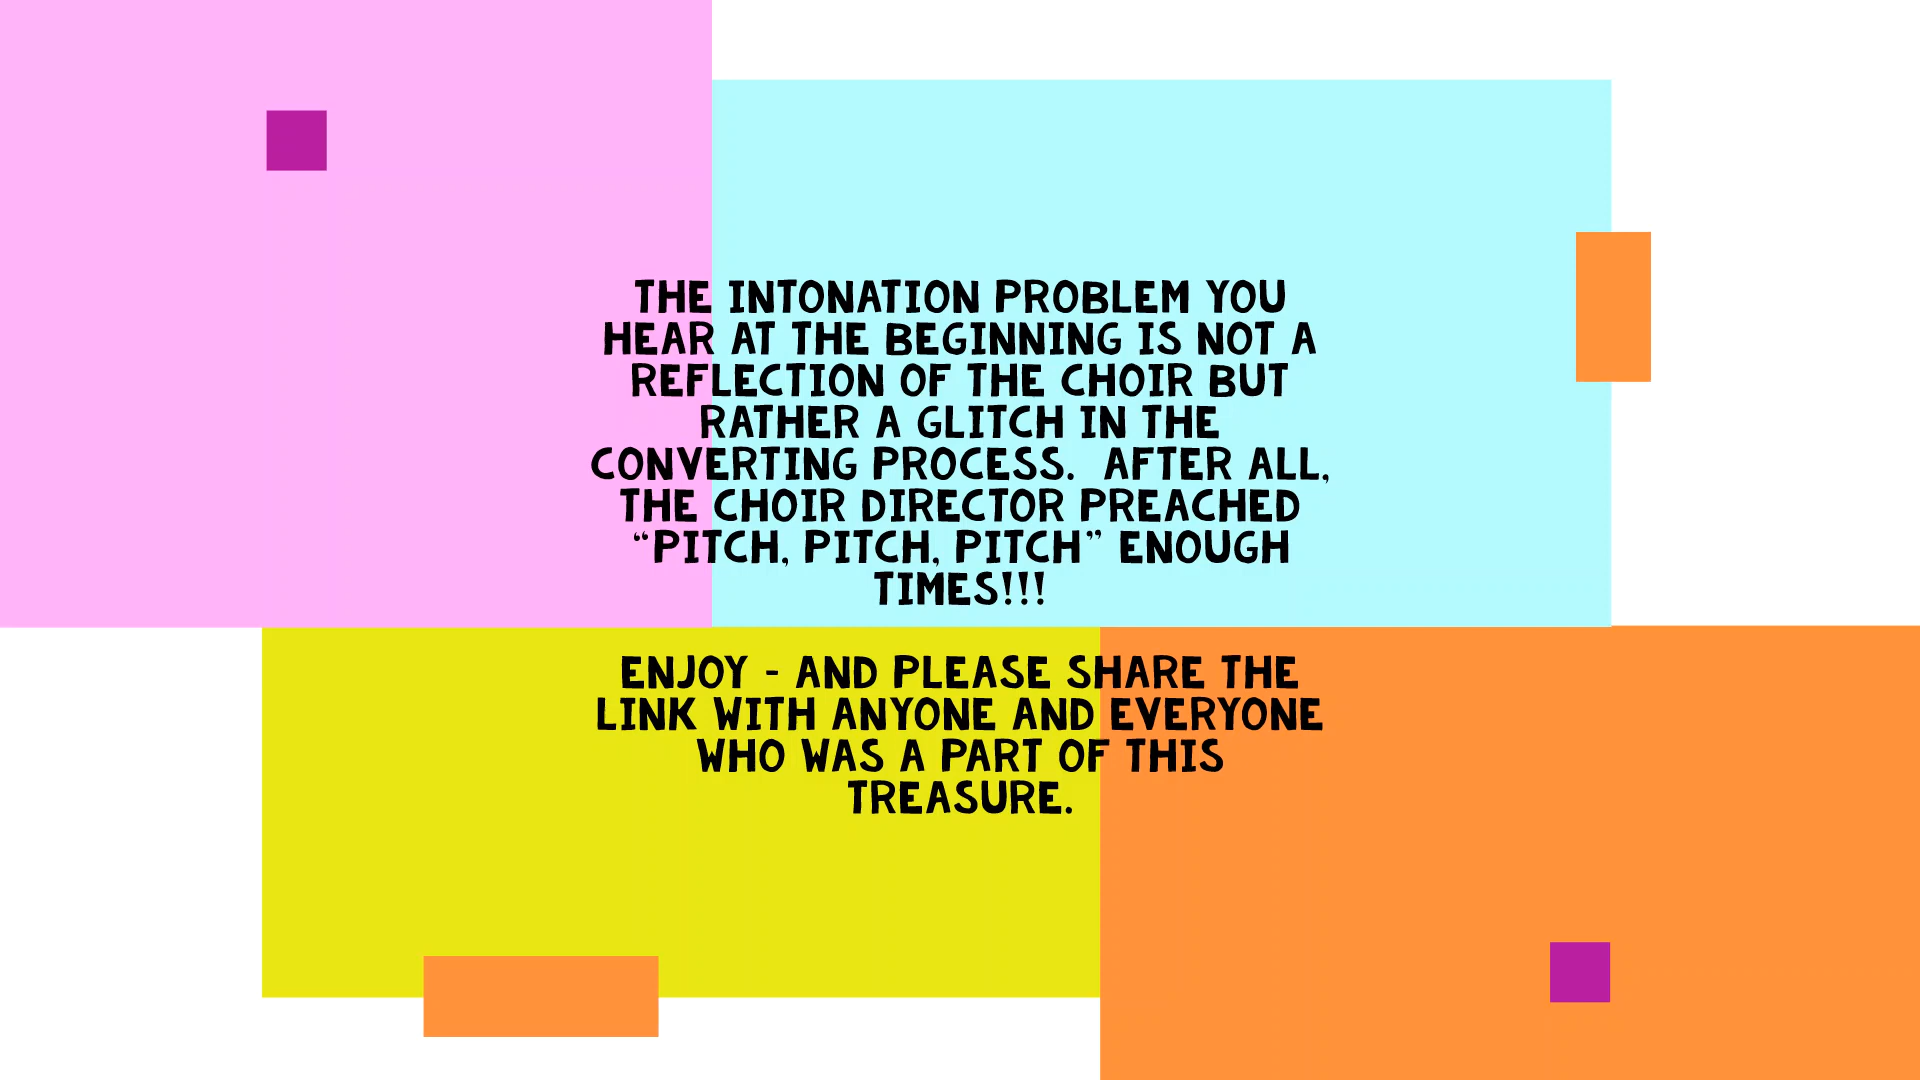 THE INTONATION PROBLEM YOU
HEAR AT THE BEGINNING IS NOT A
REFLECTION OF THE CHOIR BUT
RATHER A GLITCH IN THE
CONVERTING PROCESS.  AFTER ALL,
THE CHOIR DIRECTOR PREACHED
“PITCH, PITCH, PITCH” ENOUGH
TIMES!!!
ENJOY - AND PLEASE SHARE THE
LINK WITH ANYONE AND EVERYONE
WHO WAS A PART OF THIS
TREASURE.